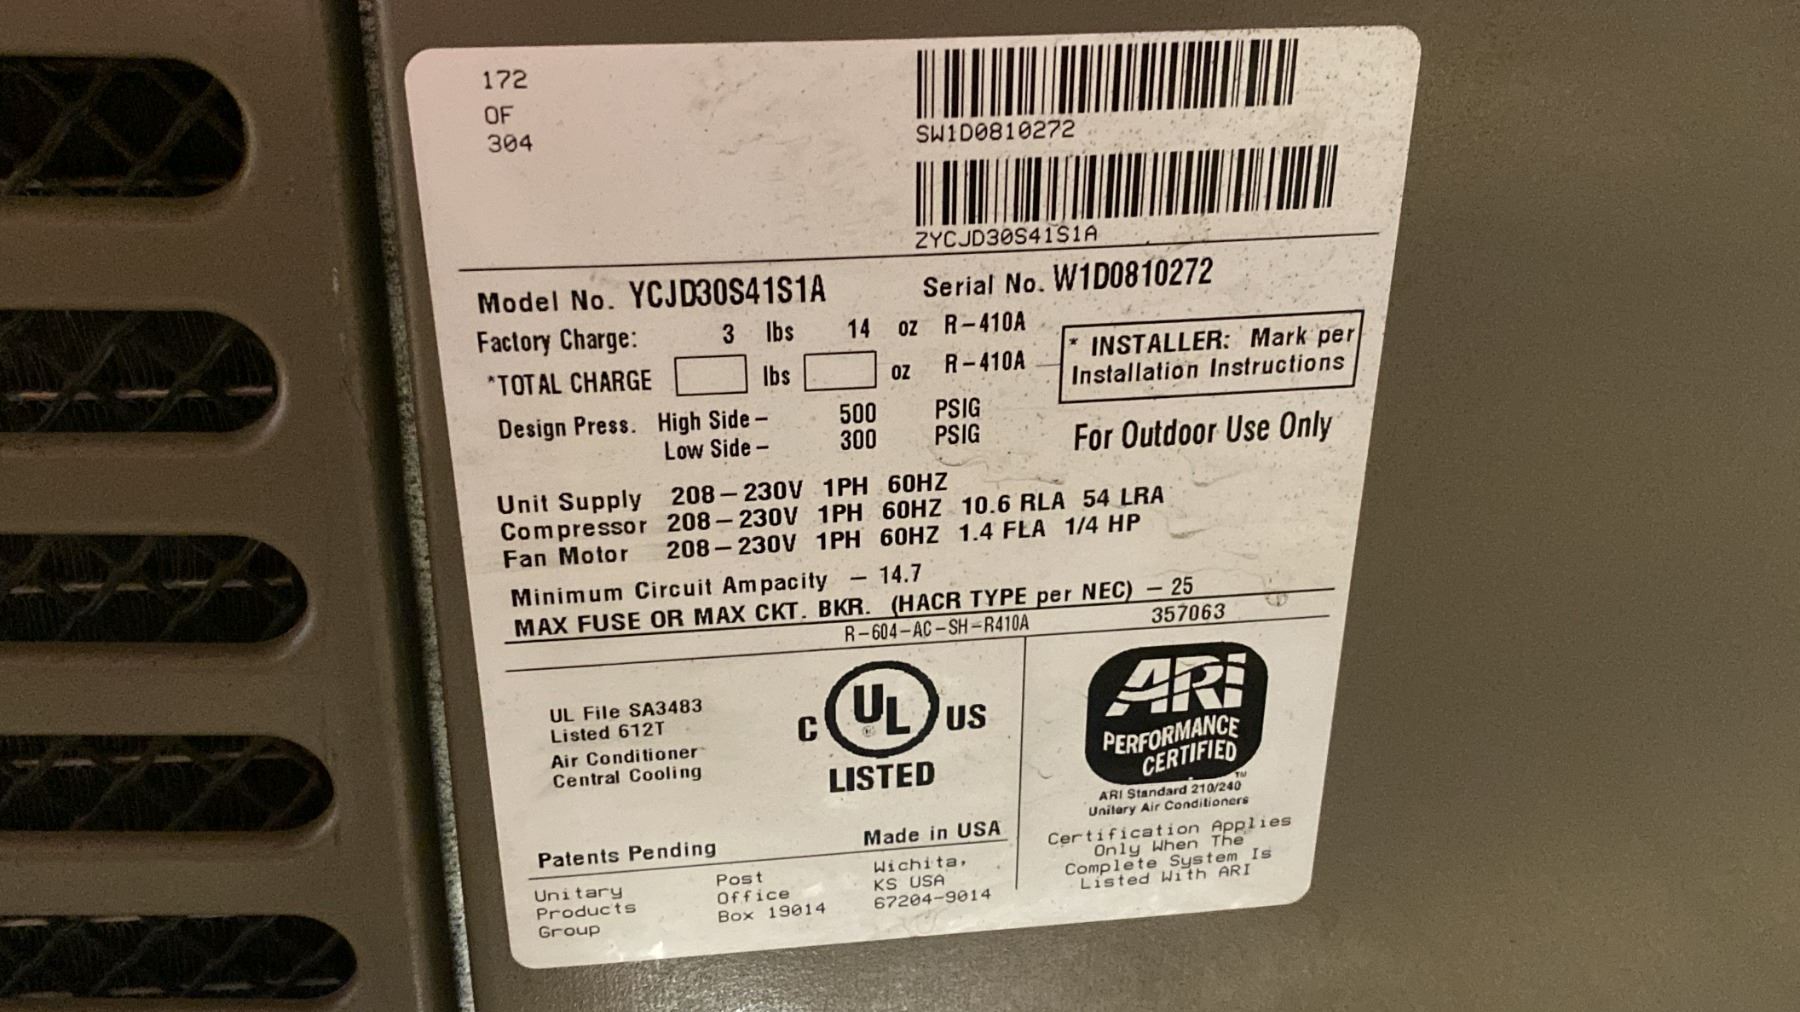 172
OF
304
SW1D0810272
ZYCJD30S41S1A
Model No. YCJD30S41S1A Serial No. W1D0810272
Factory Charge: 3 lbs 14 oz R-410A
*TOTAL CHARGE lbs oz R-410A
* INSTALLER: Mark per
Installation Instructions
Design Press. High Side – 500 PSIG
Low Side – 300 PSIG
For Outdoor Use Only
Unit Supply 208–230V 1PH 60HZ
Compressor 208–230V 1PH 60HZ 10.6 RLA 54 LRA
Fan Motor 208–230V 1PH 60HZ 1.4 FLA 1/4 HP
Minimum Circuit Ampacity – 14.7
MAX FUSE OR MAX CKT. BKR. (HACR TYPE per NEC) – 25
R-604-AC-SH-R410A 357063
UL File SA3483
Listed 612T
Air Conditioner
Central Cooling
C UL ® US
LISTED
ARI
PERFORMANCE
CERTIFIED
TM
ARI Standard 210/240
Unitary Air Conditioners
Certification Applies
Only When The
Complete System Is
Listed With ARI
Patents Pending Made in USA
Unitary
Products
Group
Post
Office
Box 19014
Wichita,
KS USA
67204-9014